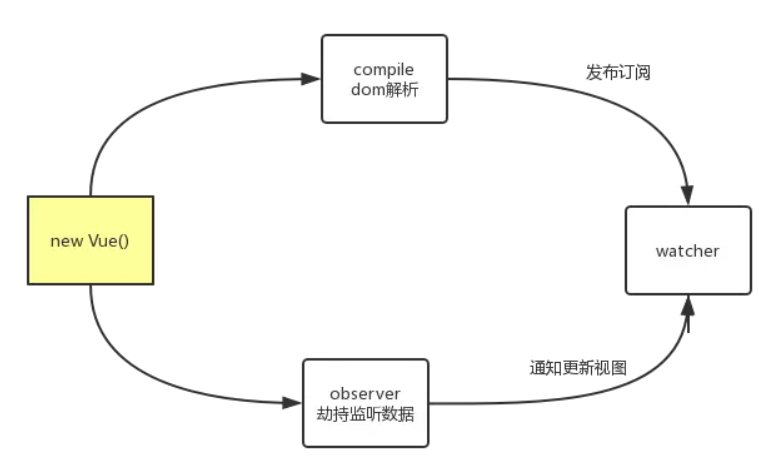 compile
dom解析
发布订阅
new Vue()
watcher
通知更新视图
observer
劫持监听数据